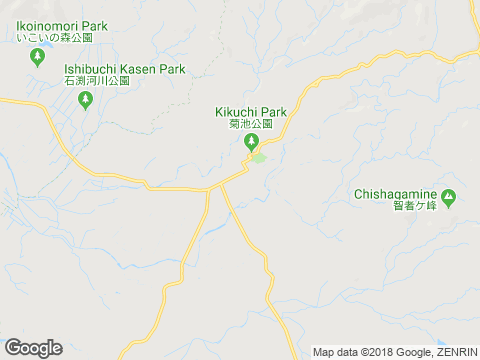 Ikoinomori Park
いこいの森公園
Ishibuchi Kasen Park
石渕河川公園
Kikuchi Park
菊池公園
Chishagamine
智者ケ峰
Google
Map data ©2018 Google, ZENRIN